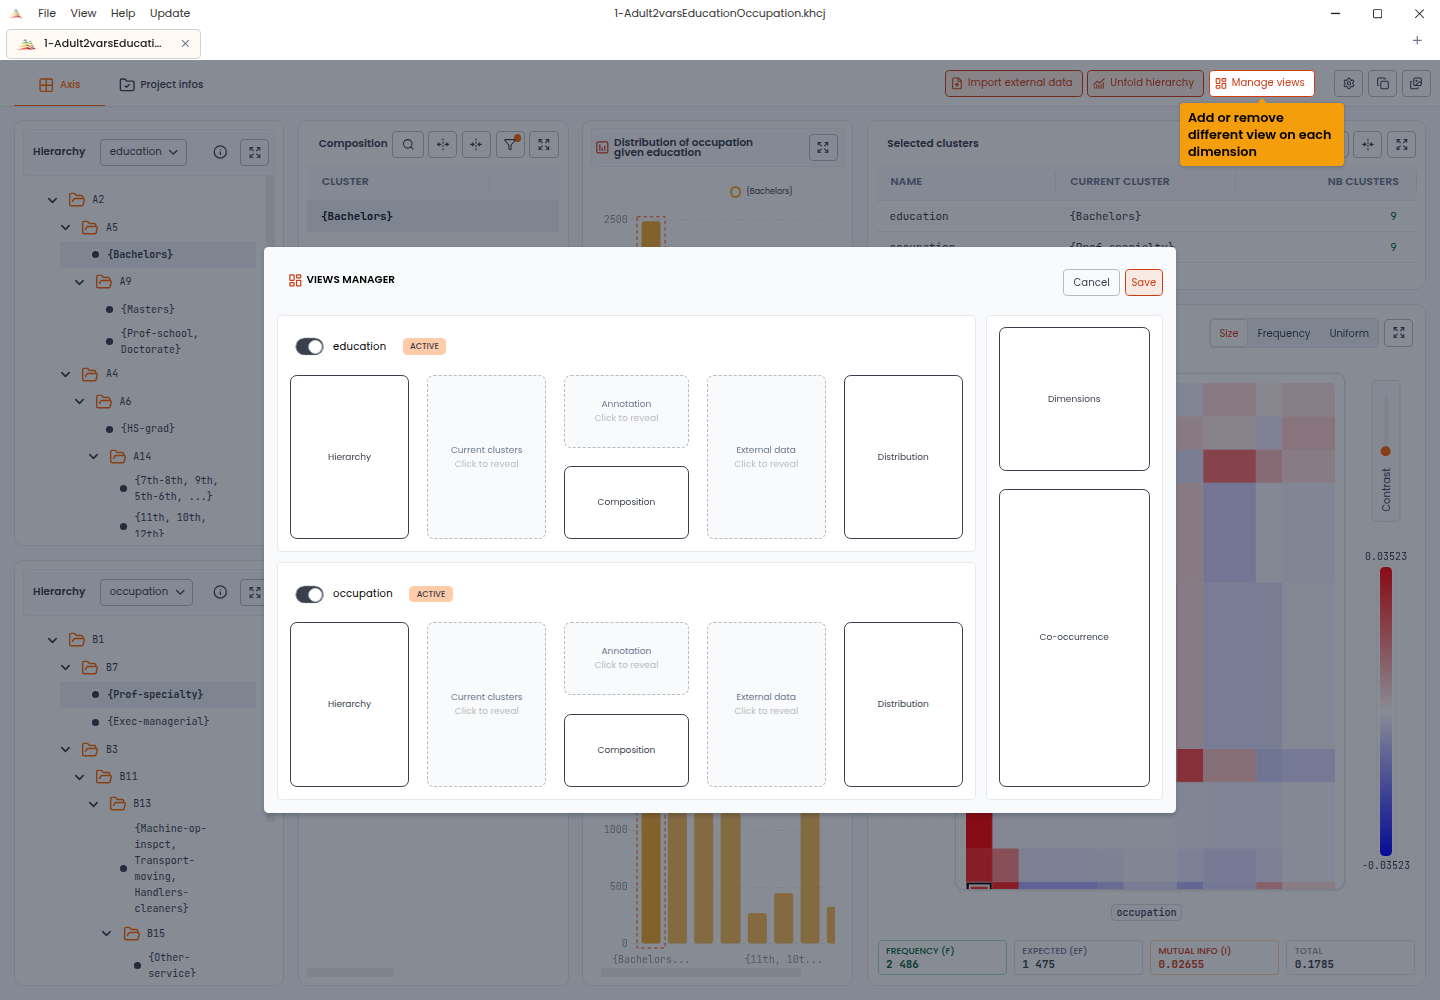 File View Help Update
1-Adult2varsEducationOccupation.khcj
1-Adult2varsEducati...
Axis
Project infos
Import external data
Unfold hierarchy
Manage views
Add or remove
different view on each
dimension
Hierarchy
education
A2
A5
{Bachelors}
A9
{Masters}
{Prof-school,
Doctorate}
A4
A6
{HS-grad}
A14
{7th-8th, 9th,
5th-6th, ...}
{11th, 10th,
12th}
Composition
CLUSTER
{Bachelors}
Distribution of occupation
given education
{Bachelors}
2500
Selected clusters
NAME CURRENT CLUSTER NB CLUSTERS
education {Bachelors} 9
occupation {Prof-specialty} 9
VIEWS MANAGER
Cancel
Save
education
ACTIVE
Hierarchy
Current clusters
Click to reveal
Annotation
Click to reveal
Composition
External data
Click to reveal
Distribution
occupation
ACTIVE
Hierarchy
Current clusters
Click to reveal
Annotation
Click to reveal
Composition
External data
Click to reveal
Distribution
Dimensions
Co-occurrence
Size Frequency Uniform
Contrast
0.03523
-0.03523
Hierarchy
occupation
B1
B7
{Prof-specialty}
{Exec-managerial}
B3
B11
B13
{Machine-op-
inspct,
Transport-
moving,
Handlers-
cleaners}
B15
{Other-
service}
1000
500
0
{Bachelors...
{11th, 10t...
occupation
FREQUENCY (F)
2 486
EXPECTED (EF)
1 475
MUTUAL INFO (I)
0.02655
TOTAL
0.1785